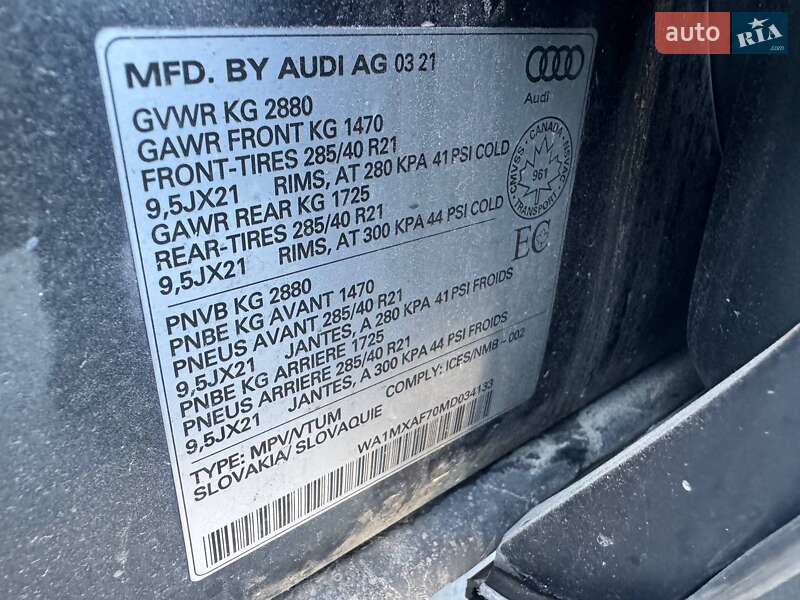 auto RIA.com
MFD. BY AUDI AG 03 21
Audi
GVWR KG 2880
GAWR FRONT KG 1470
FRONT-TIRES 285/40 R21
9,5JX21 RIMS, AT 280 KPA 41 PSI COLD
GAWR REAR KG 1725
REAR-TIRES 285/40 R21
9,5JX21 RIMS, AT 300 KPA 44 PSI COLD
CMVSS - CANADA - NSVAC
961
TRANSPORT
EC
PNVB KG 2880
PNBE KG AVANT 1470
PNEUS AVANT 285/40 R21
9,5JX21 JANTES, A 280 KPA 41 PSI FROIDS
PNBE KG ARRIERE 1725
PNEUS ARRIERE 285/40 R21
9,5JX21 JANTES, A 300 KPA 44 PSI FROIDS
COMPLY: ICES/NMB - 002
TYPE: MPV/VTUM
SLOVAKIA/ SLOVAQUIE
WA1MXAF70MD034133